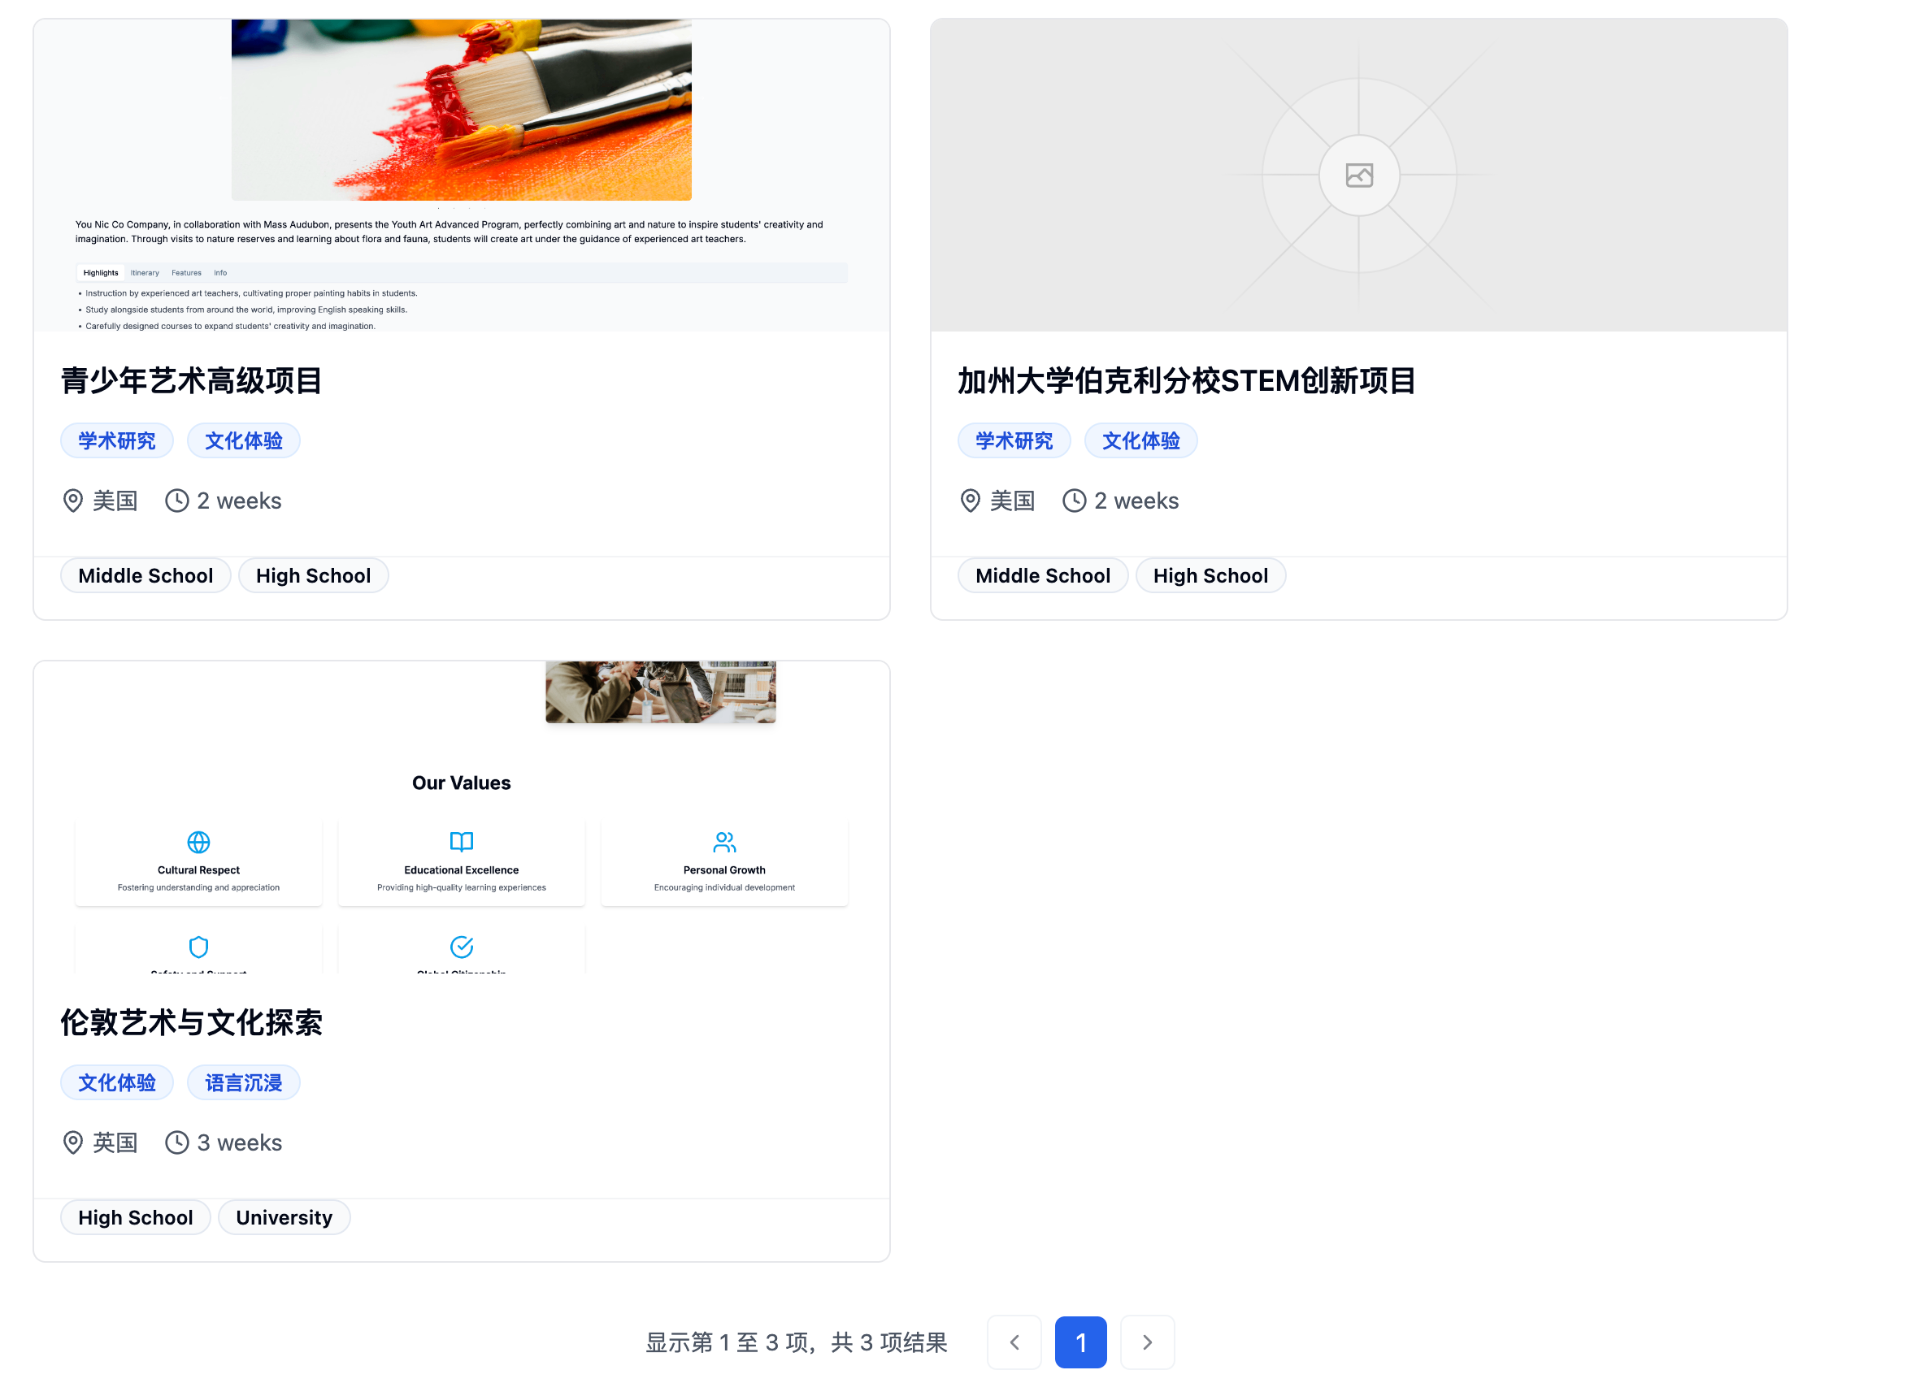 You Nic Co Company, in collaboration with Mass Audubon, presents the Youth Art Advanced Program, perfectly combining art and nature to inspire students' creativity and
imagination. Through visits to nature reserves and learning about flora and fauna, students will create art under the guidance of experienced art teachers.
Highlights Itinerary Features Info
• Instruction by experienced art teachers, cultivating proper painting habits in students.
• Study alongside students from around the world, improving English speaking skills.
• Carefully designed courses to expand students' creativity and imagination.
青少年艺术高级项目
学术研究 文化体验
美国 2 weeks
Middle School High School
加州大学伯克利分校STEM创新项目
学术研究 文化体验
美国 2 weeks
Middle School High School
Our Values
Cultural Respect
Fostering understanding and appreciation
Educational Excellence
Providing high-quality learning experiences
Personal Growth
Encouraging individual development
Safety and Support
Global Citizenship
伦敦艺术与文化探索
文化体验 语言沉浸
英国 3 weeks
High School University
显示第 1 至 3 项，共 3 项结果
1